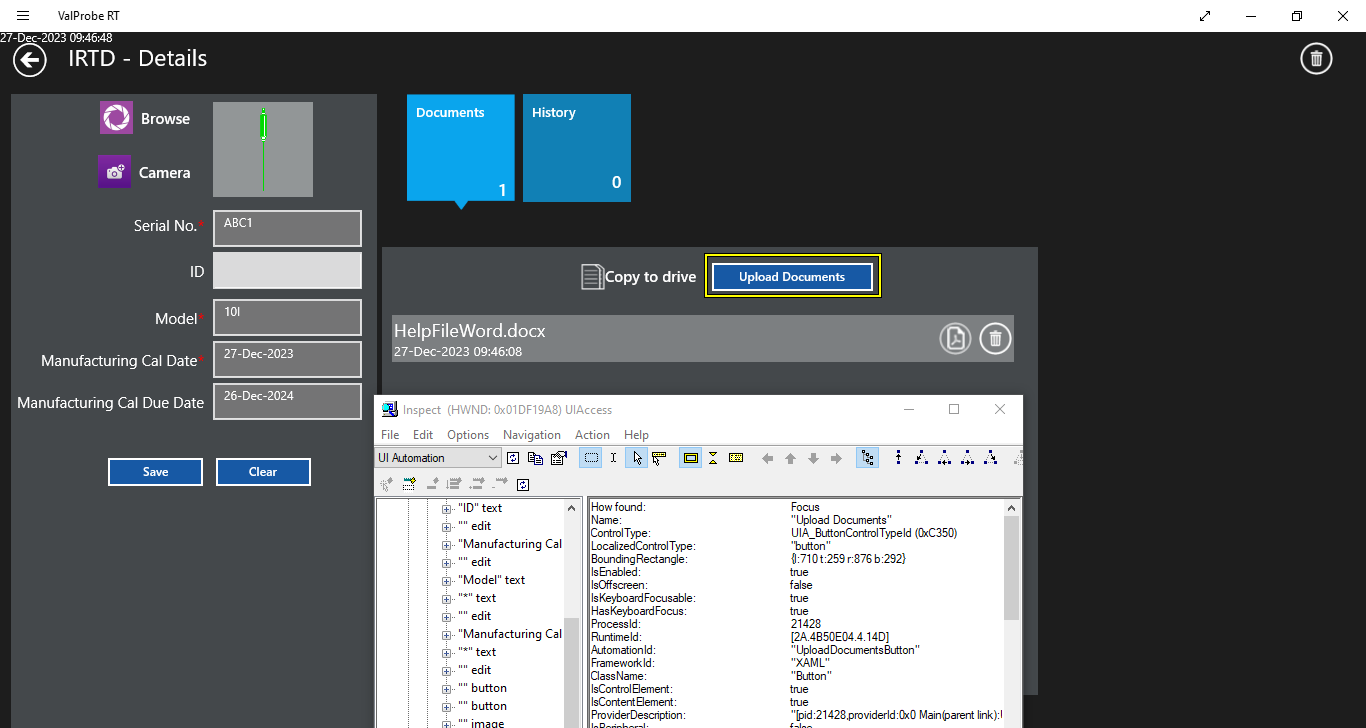 ValProbe RT
27-Dec-2023 09:46:48
IRTD - Details
Browse
Camera
Serial No.*
ABC1
ID
Model*
10I
Manufacturing Cal Date*
27-Dec-2023
Manufacturing Cal Due Date
26-Dec-2024
Save
Clear
Documents
1
History
0
Copy to drive
Upload Documents
HelpFileWord.docx
27-Dec-2023 09:46:08
Inspect (HWND: 0x01DF19A8) UIAccess
File Edit Options Navigation Action Help
UI Automation
"ID" text
"" edit
"Manufacturing Cal
"" edit
"Model" text
"*" text
"" edit
"Manufacturing Cal
"*" text
"" edit
"" button
"" button
"" image
How found: Focus
Name: "Upload Documents"
ControlType: UIA_ButtonControlTypeId (0xC350)
LocalizedControlType: "button"
BoundingRectangle: {l:710 t:259 r:876 b:292}
IsEnabled: true
IsOffscreen: false
IsKeyboardFocusable: true
HasKeyboardFocus: true
ProcessId: 21428
RuntimeId: [2A.4B50E04.4.14D]
AutomationId: "UploadDocumentsButton"
FrameworkId: "XAML"
ClassName: "Button"
IsControlElement: true
IsContentElement: true
ProviderDescription: "[pid:21428,providerId:0x0 Main(parent link):
IsPeripheral: false